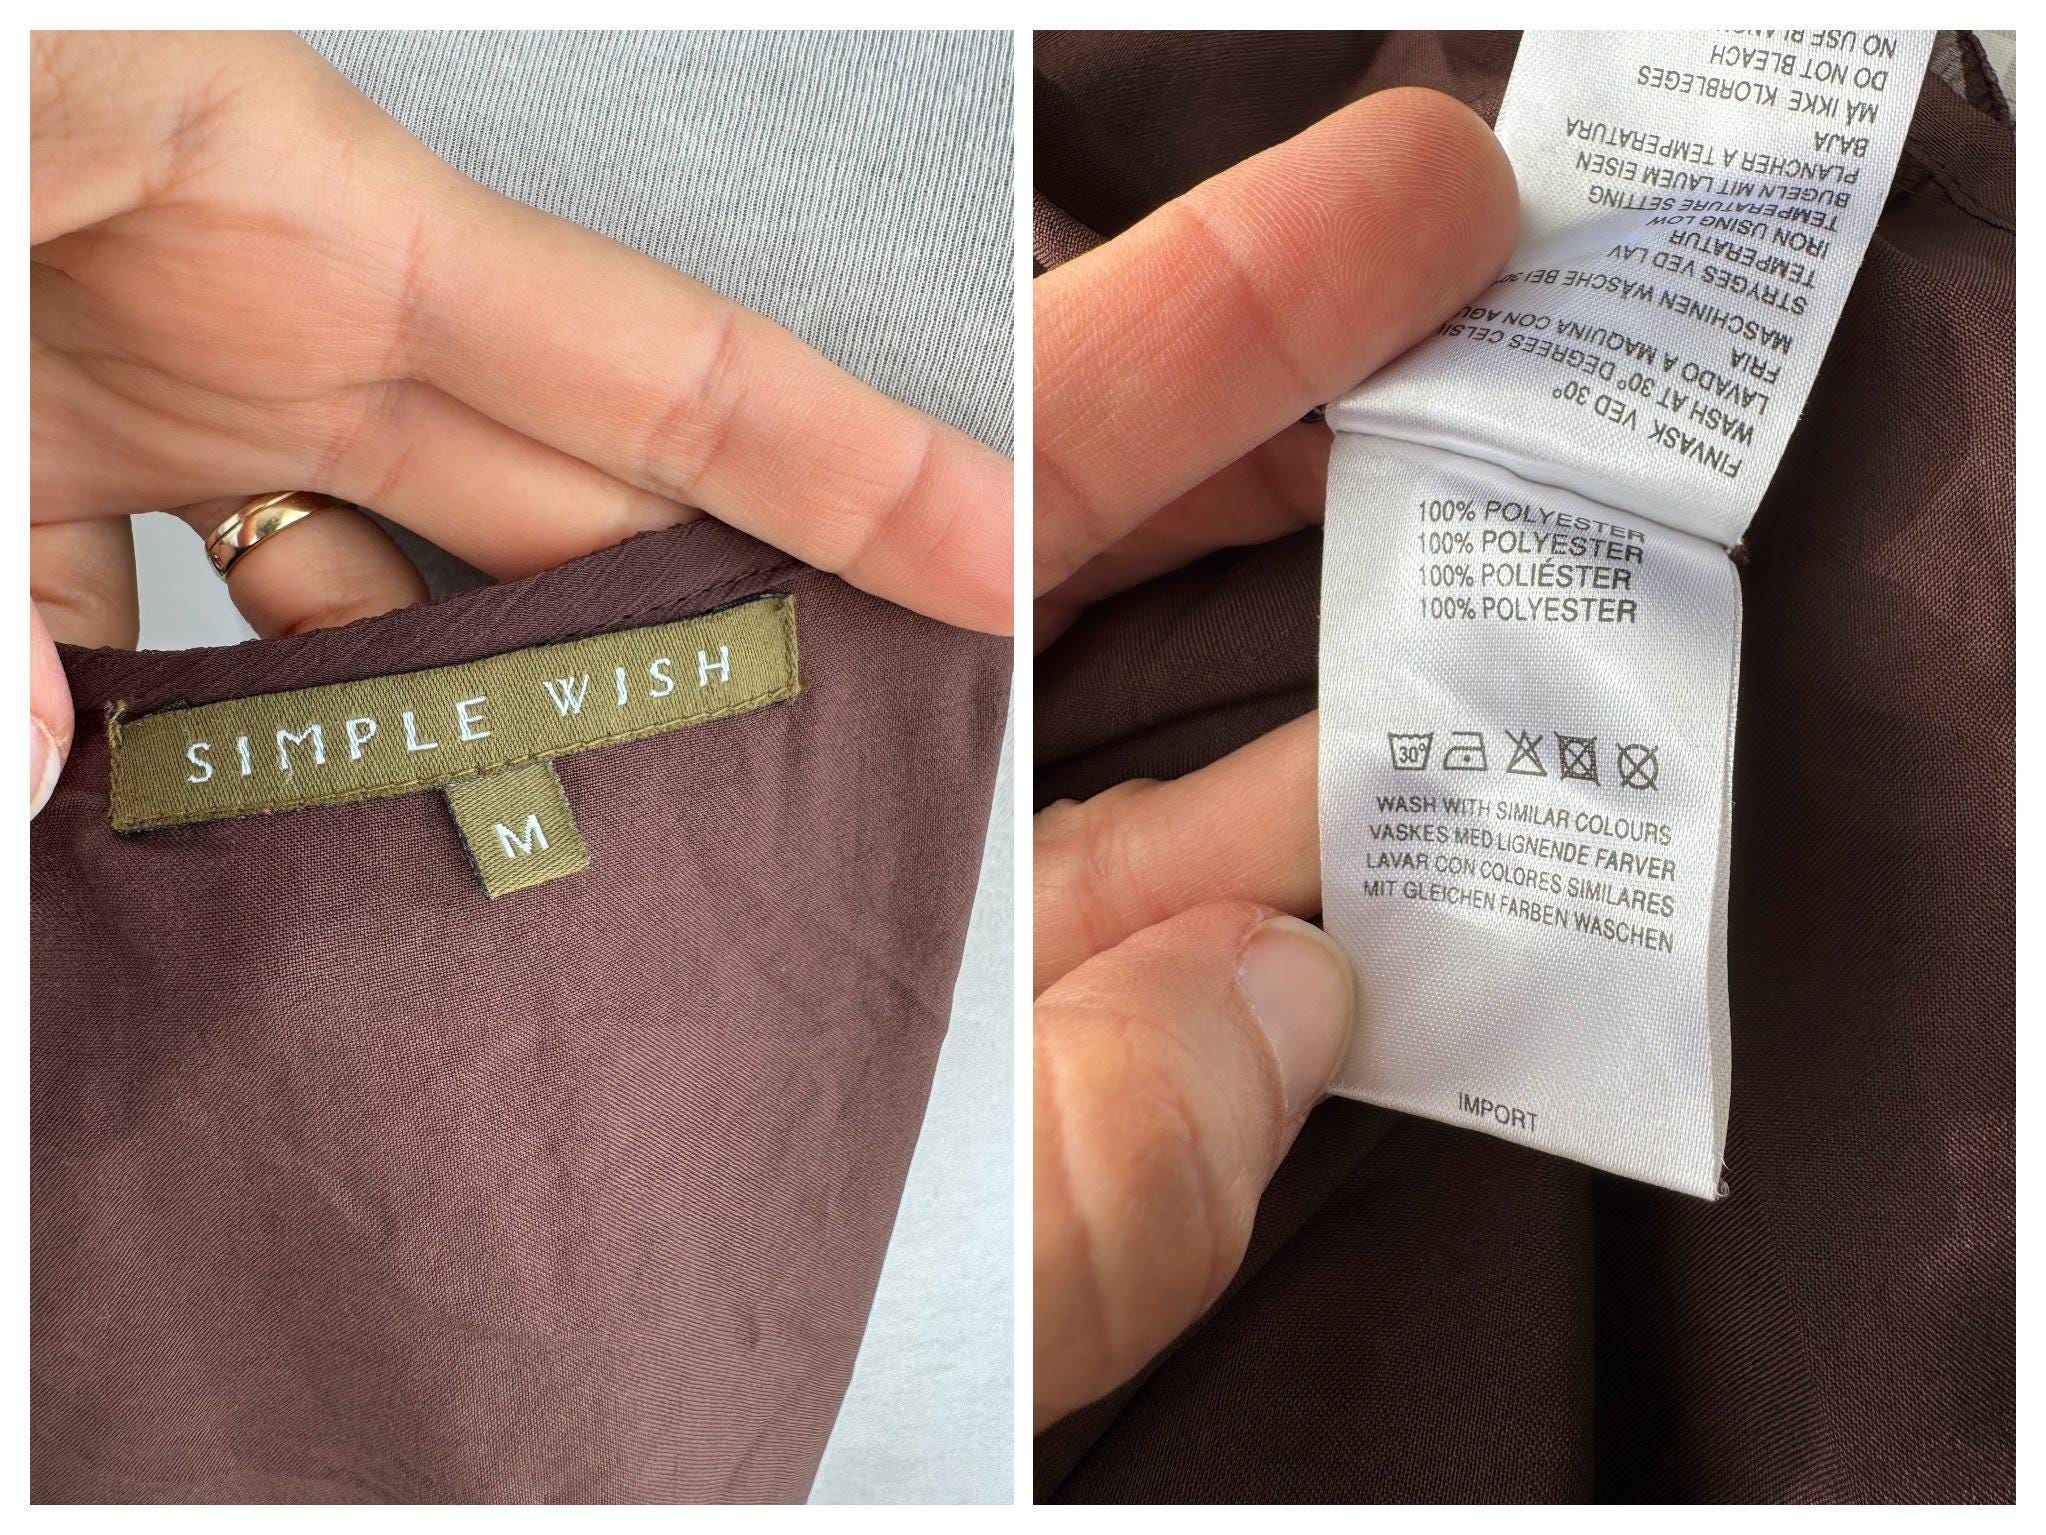 SIMPLE WISH
M
FINVASK VED 30°
WASH AT 30° DEGREES
LAVADO A MAQUINA CON
FRIA
MASCHINEN WÄSCHE BEI 30°
STRYGES VED LAV
TEMPERATUR
IRON USING LOW
TEMPERATURE SETTING
BUGELN MIT LAUEM EISEN
PLANCHER A TEMPERATURA
BAJA
MÅ IKKE KLORBLEGES
DO NOT BLEACH
NO USE
100% POLYESTER
100% POLYESTER
100% POLIÉSTER
100% POLYESTER
30°
WASH WITH SIMILAR COLOURS
VASKES MED LIGNENDE FARVER
LAVAR CON COLORES SIMILARES
MIT GLEICHEN FARBEN WASCHEN
IMPORT